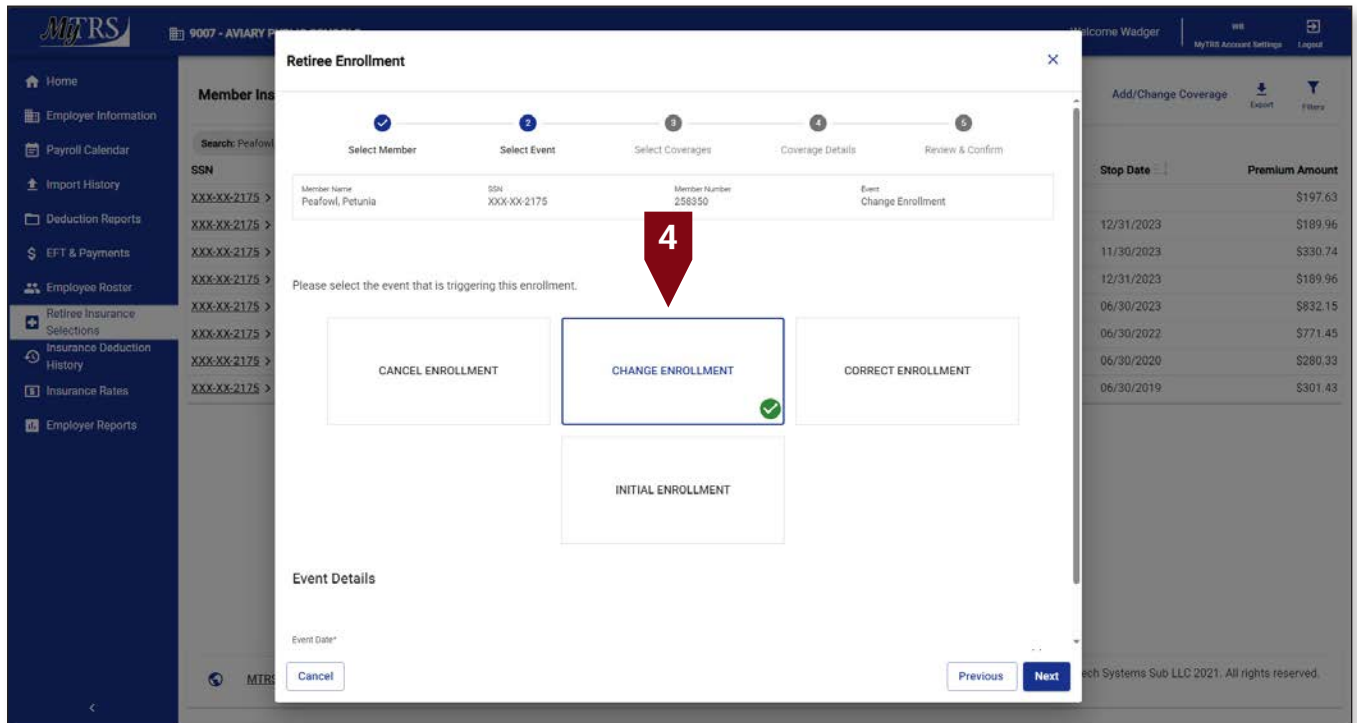 MyTRS
9007 - AVIARY
Welcome Wadger
WB
MyTRS Account Settings
Logout
Home
Employer Information
Payroll Calendar
Import History
Deduction Reports
EFT & Payments
Employee Roster
Retiree Insurance
Selections
Insurance Deduction
History
Insurance Rates
Employer Reports
Member Ins
Add/Change Coverage
Export
Filters
Search: Peafowl
SSN
Stop Date
Premium Amount
XXX-XX-2175 >
$197.63
XXX-XX-2175 >
12/31/2023
$189.96
XXX-XX-2175 >
11/30/2023
$330.74
XXX-XX-2175 >
12/31/2023
$189.96
XXX-XX-2175 >
06/30/2023
$832.15
XXX-XX-2175 >
06/30/2022
$771.45
XXX-XX-2175 >
06/30/2020
$280.33
XXX-XX-2175 >
06/30/2019
$301.43
Retiree Enrollment
Select Member
2
Select Event
3
Select Coverages
4
Coverage Details
5
Review & Confirm
Member Name
Peafowl, Petunia
SSN
XXX-XX-2175
Member Number
258350
Event
Change Enrollment
4
Please select the event that is triggering this enrollment.
CANCEL ENROLLMENT
CHANGE ENROLLMENT
CORRECT ENROLLMENT
INITIAL ENROLLMENT
Event Details
Event Date*
Cancel
Previous
Next
MTRS
ech Systems Sub LLC 2021. All rights reserved.